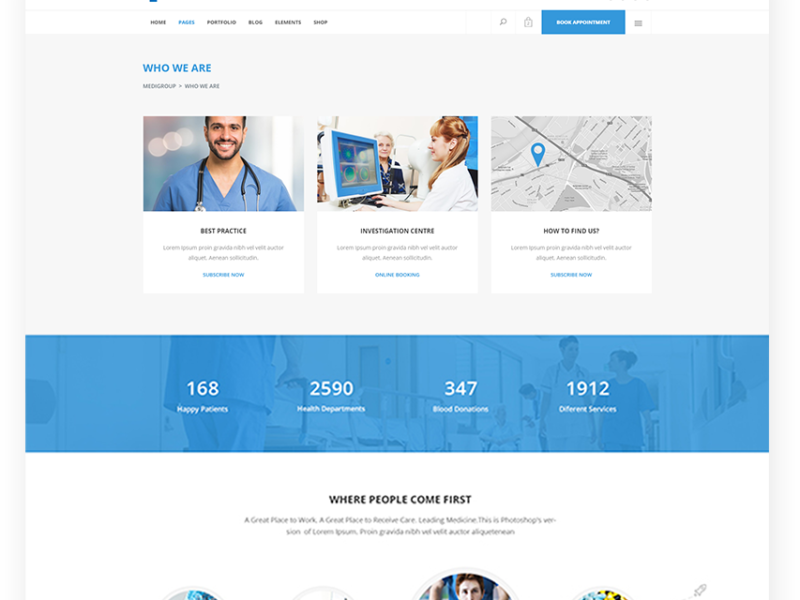 HOME PAGES PORTFOLIO BLOG ELEMENTS SHOP BOOK APPOINTMENT
WHO WE ARE
MEDIGROUP > WHO WE ARE
BEST PRACTICE
Lorem Ipsum proin gravida nibh vel velit auctor
aliquet. Aenean sollicitudin.
SUBSCRIBE NOW
INVESTIGATION CENTRE
Lorem Ipsum proin gravida nibh vel velit auctor
aliquet. Aenean sollicitudin.
ONLINE BOOKING
HOW TO FIND US?
Lorem Ipsum proin gravida nibh vel velit auctor
aliquet. Aenean sollicitudin.
SUBSCRIBE NOW
168
Happy Patients
2590
Health Departments
347
Blood Donations
1912
Diferent Services
WHERE PEOPLE COME FIRST
A Great Place to Work. A Great Place to Receive Care. Leading Medicine.This is Photoshop's ver-
sion of Lorem Ipsum. Proin gravida nibh vel velit auctor aliquetenean